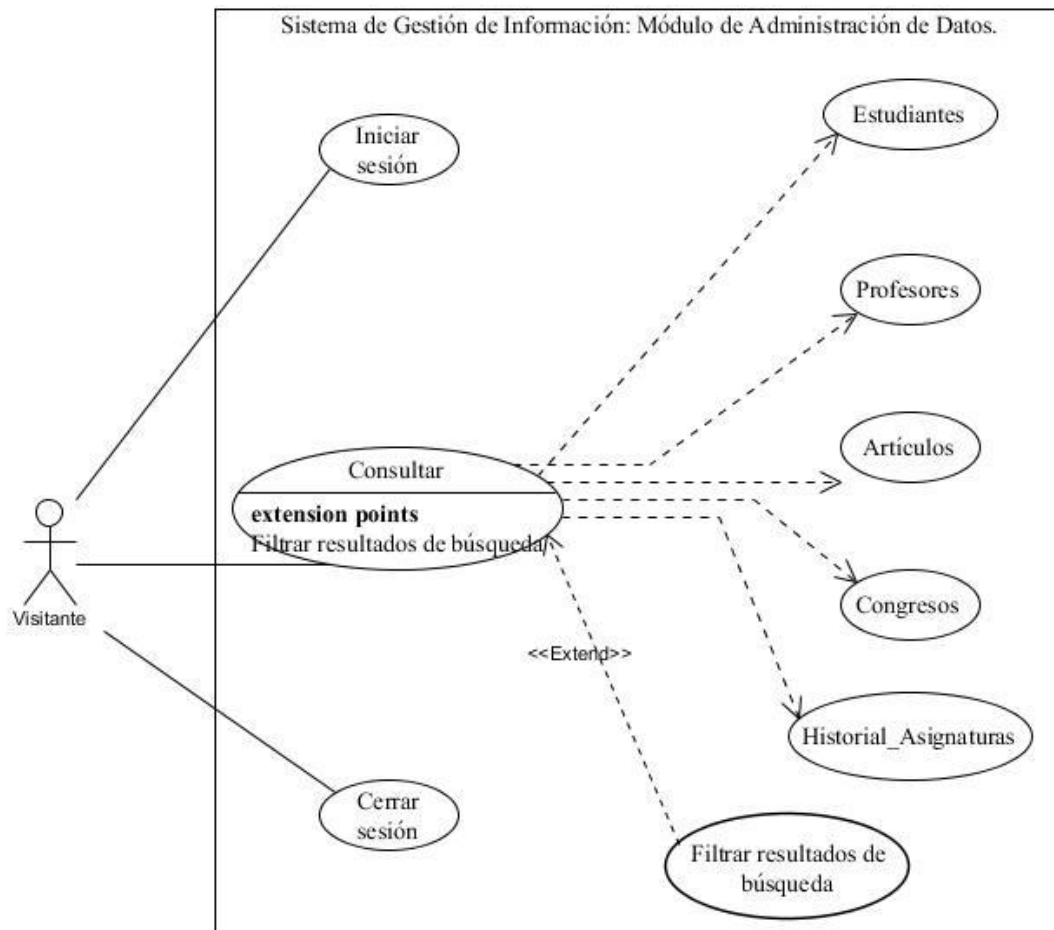 Sistema de Gestión de Información: Módulo de Administración de Datos.
Estudiantes
Iniciar
sesión
Profesores
Artículos
Consultar
extension points
Filtrar resultados de búsqueda
Visitante
Congresos
<<Extend>>
Historial_Asignaturas
Cerrar
sesión
Filtrar resultados de
búsqueda